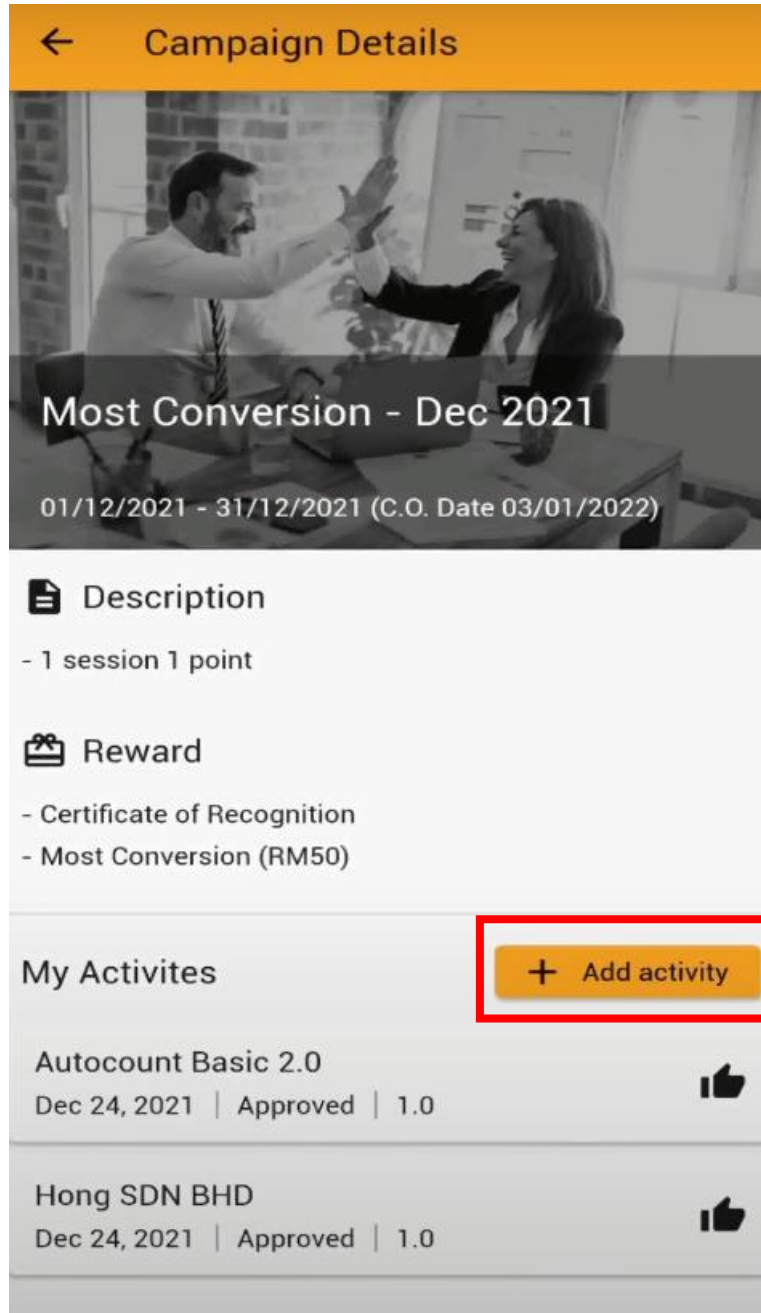 Campaign Details
Most Conversion - Dec 2021
01/12/2021 - 31/12/2021 (C.O. Date 03/01/2022)
Description
- 1 session 1 point
Reward
- Certificate of Recognition
- Most Conversion (RM50)
My Activites
+ Add activity
Autocount Basic 2.0
Dec 24, 2021 | Approved | 1.0
Hong SDN BHD
Dec 24, 2021 | Approved | 1.0